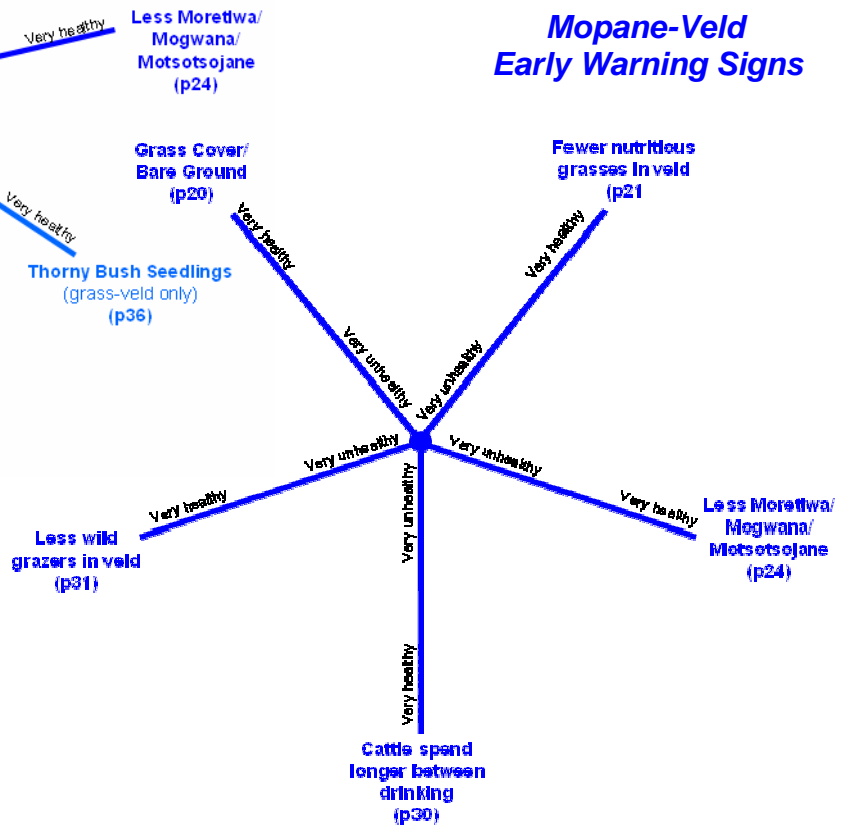 Mopane-Veld
Early Warning Signs
Very healthy
Less Moretlwa/
Mogwana/
Motsotsojane
(p24)
Very healthy
Thorny Bush Seedlings
(grass-veld only)
(p36)
Grass Cover/
Bare Ground
(p20)
Very healthy
Very unhealthy
Fewer nutritious
grasses in veld
(p21
Very healthy
Very unhealthy
Very unhealthy
Very healthy
Less wild
grazers in veld
(p31)
Very unhealthy
Very healthy
Less Moretlwa/
Mogwana/
Motsotsojane
(p24)
Very unhealthy
Very healthy
Cattle spend
longer between
drinking
(p30)